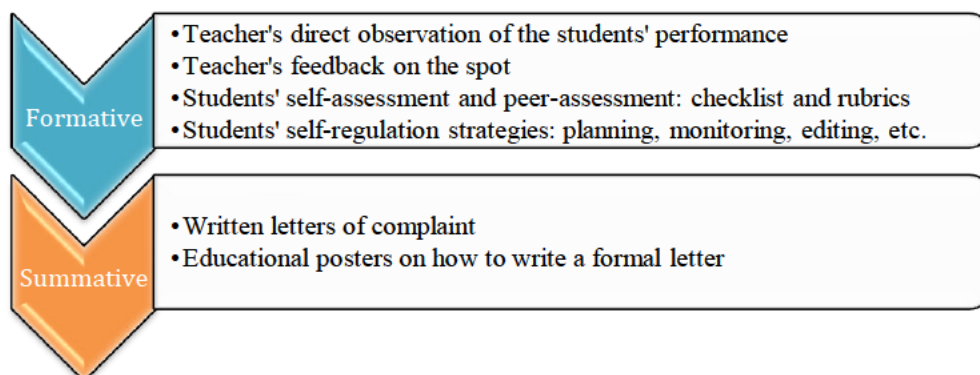 Formative
•Teacher's direct observation of the students' performance
•Teacher's feedback on the spot
•Students' self-assessment and peer-assessment: checklist and rubrics
•Students' self-regulation strategies: planning, monitoring, editing, etc.
Summative
•Written letters of complaint
•Educational posters on how to write a formal letter